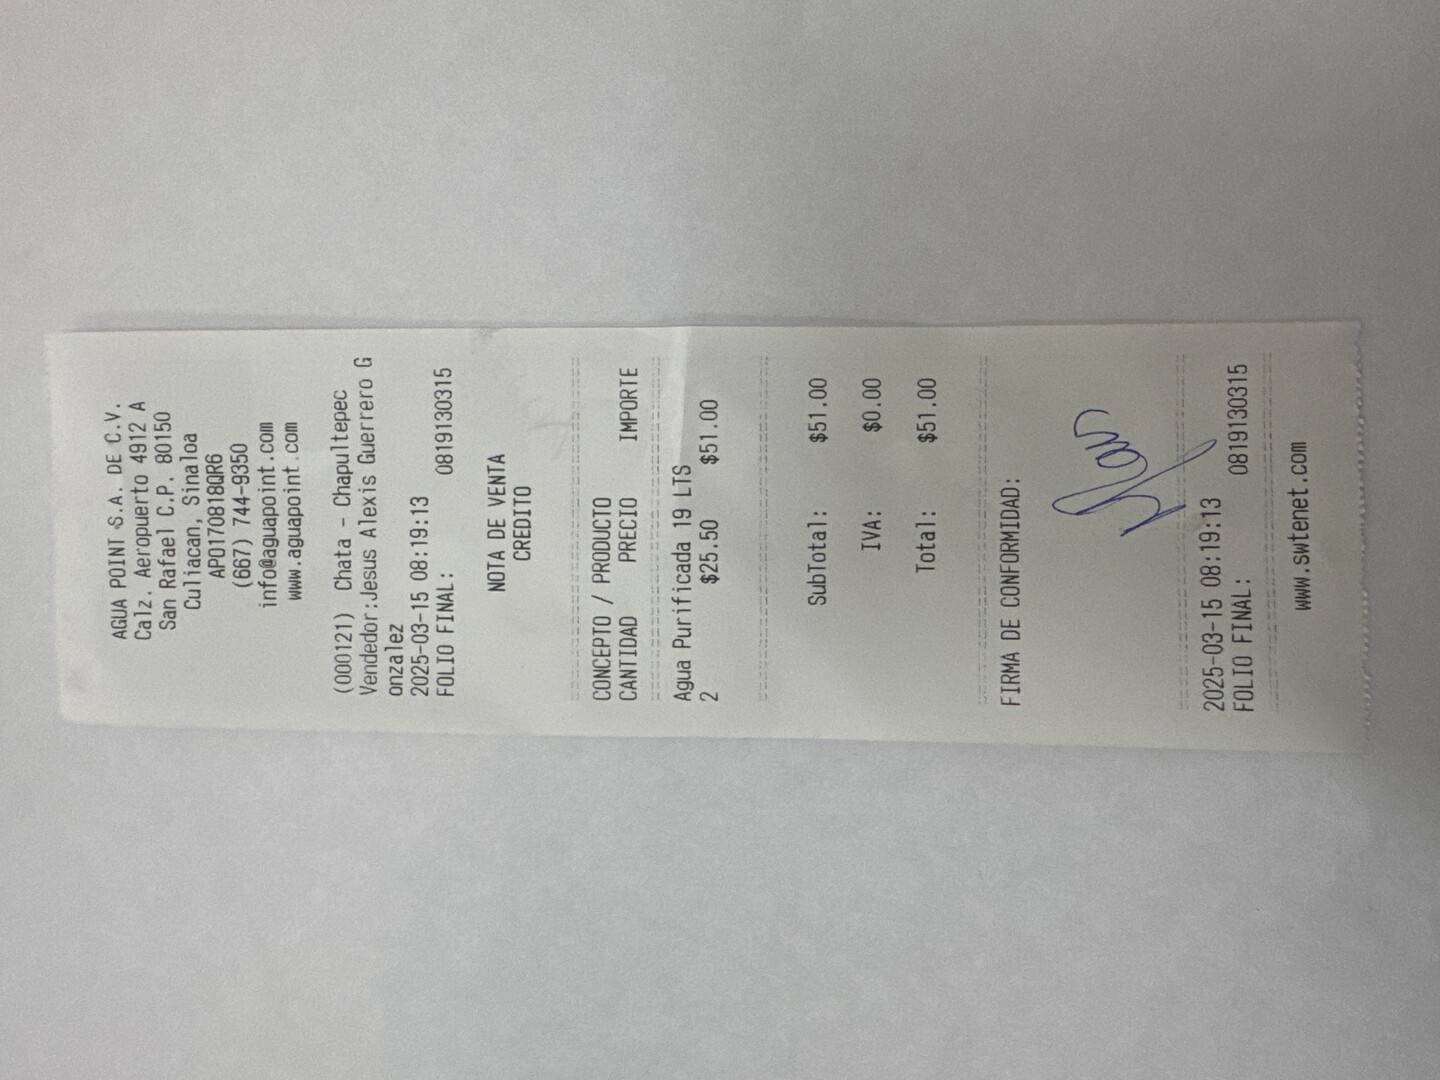 AGUA POINT S.A. DE C.V.
Calz. Aeropuerto 4912 A
San Rafael C.P. 80150
Culiacan, Sinaloa
APO170818QR6
(667) 744-9350
info@aguapoint.com
www.aguapoint.com
(000121) Chata - Chapultepec
Vendedor:Jesus Alexis Guerrero G
onzalez
2025-03-15 08:19:13
FOLIO FINAL: 0819130315
NOTA DE VENTA
CREDITO
CONCEPTO / PRODUCTO
CANTIDAD PRECIO IMPORTE
Agua Purificada 19 LTS
2 $25.50 $51.00
SubTotal: $51.00
IVA: $0.00
Total: $51.00
FIRMA DE CONFORMIDAD:
2025-03-15 08:19:13
FOLIO FINAL: 0819130315
www.swtenet.com